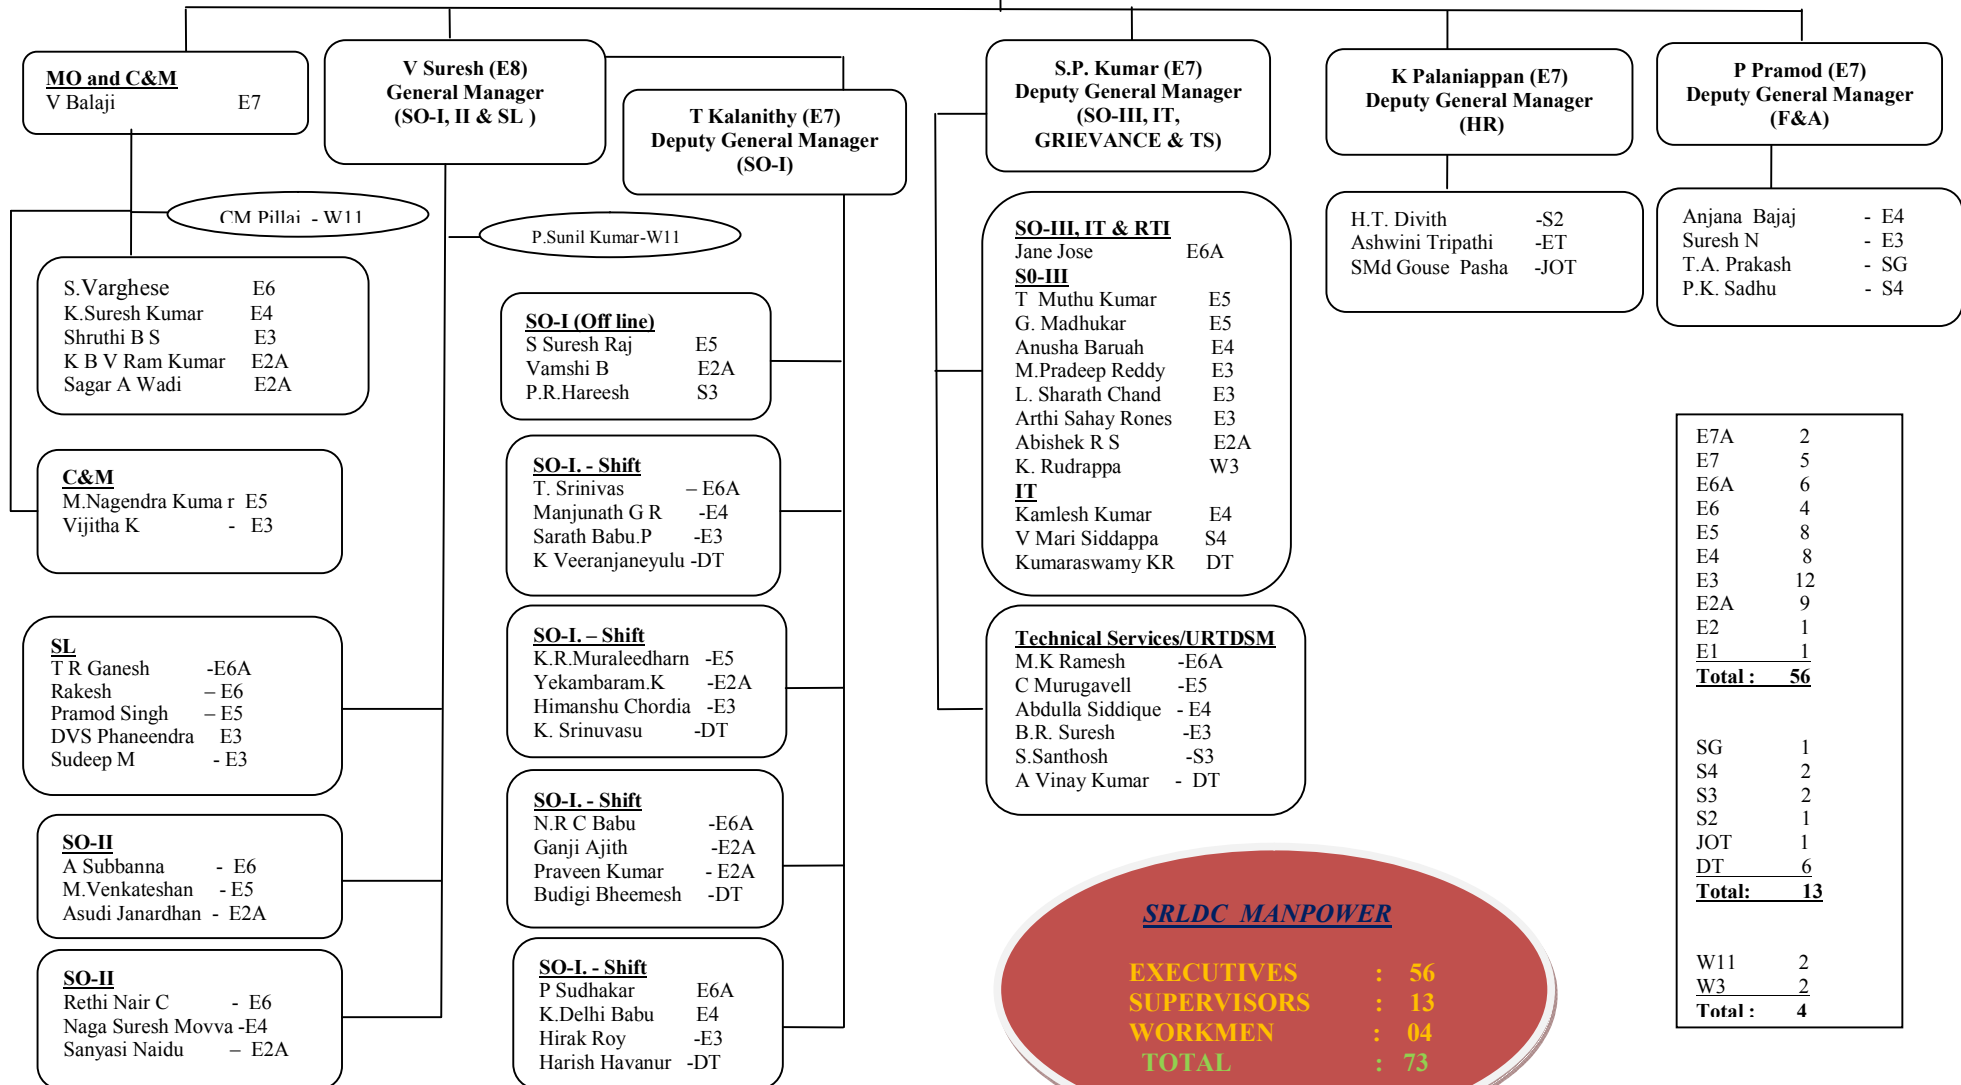 MO and C&M
V Balaji E7
V Suresh (E8)
General Manager
(SO-I, II & SL )
T Kalanithy (E7)
Deputy General Manager
(SO-I)
S.P. Kumar (E7)
Deputy General Manager
(SO-III, IT,
GRIEVANCE & TS)
K Palaniappan (E7)
Deputy General Manager
(HR)
P Pramod (E7)
Deputy General Manager
(F&A)
CM Pillai - W11
P.Sunil Kumar-W11
S.Varghese E6
K.Suresh Kumar E4
Shruthi B S E3
K B V Ram Kumar E2A
Sagar A Wadi E2A
C&M
M.Nagendra Kuma r E5
Vijitha K - E3
SL
T R Ganesh -E6A
Rakesh – E6
Pramod Singh – E5
DVS Phaneendra E3
Sudeep M - E3
SO-II
A Subbanna - E6
M.Venkateshan - E5
Asudi Janardhan - E2A
SO-II
Rethi Nair C - E6
Naga Suresh Movva -E4
Sanyasi Naidu – E2A
SO-I (Off line)
S Suresh Raj E5
Vamshi B E2A
P.R.Hareesh S3
SO-I. - Shift
T. Srinivas – E6A
Manjunath G R -E4
Sarath Babu.P -E3
K Veeranjaneyulu -DT
SO-I. – Shift
K.R.Muraleedharn -E5
Yekambaram.K -E2A
Himanshu Chordia -E3
K. Srinuvasu -DT
SO-I. - Shift
N.R C Babu -E6A
Ganji Ajith -E2A
Praveen Kumar - E2A
Budigi Bheemesh -DT
SO-I. - Shift
P Sudhakar E6A
K.Delhi Babu E4
Hirak Roy -E3
Harish Havanur -DT
SO-III, IT & RTI
Jane Jose E6A
S0-III
T Muthu Kumar E5
G. Madhukar E5
Anusha Baruah E4
M.Pradeep Reddy E3
L. Sharath Chand E3
Arthi Sahay Rones E3
Abishek R S E2A
K. Rudrappa W3
IT
Kamlesh Kumar E4
V Mari Siddappa S4
Kumaraswamy KR DT
Technical Services/URTDSM
M.K Ramesh -E6A
C Murugavell -E5
Abdulla Siddique - E4
B.R. Suresh -E3
S.Santhosh -S3
A Vinay Kumar - DT
H.T. Divith -S2
Ashwini Tripathi -ET
SMd Gouse Pasha -JOT
Anjana Bajaj - E4
Suresh N - E3
T.A. Prakash - SG
P.K. Sadhu - S4
E7A 2
E7 5
E6A 6
E6 4
E5 8
E4 8
E3 12
E2A 9
E2 1
E1 1
Total : 56
SG 1
S4 2
S3 2
S2 1
JOT 1
DT 6
Total: 13
W11 2
W3 2
Total : 4
SRLDC MANPOWER
EXECUTIVES : 56
SUPERVISORS : 13
WORKMEN : 04
TOTAL : 73